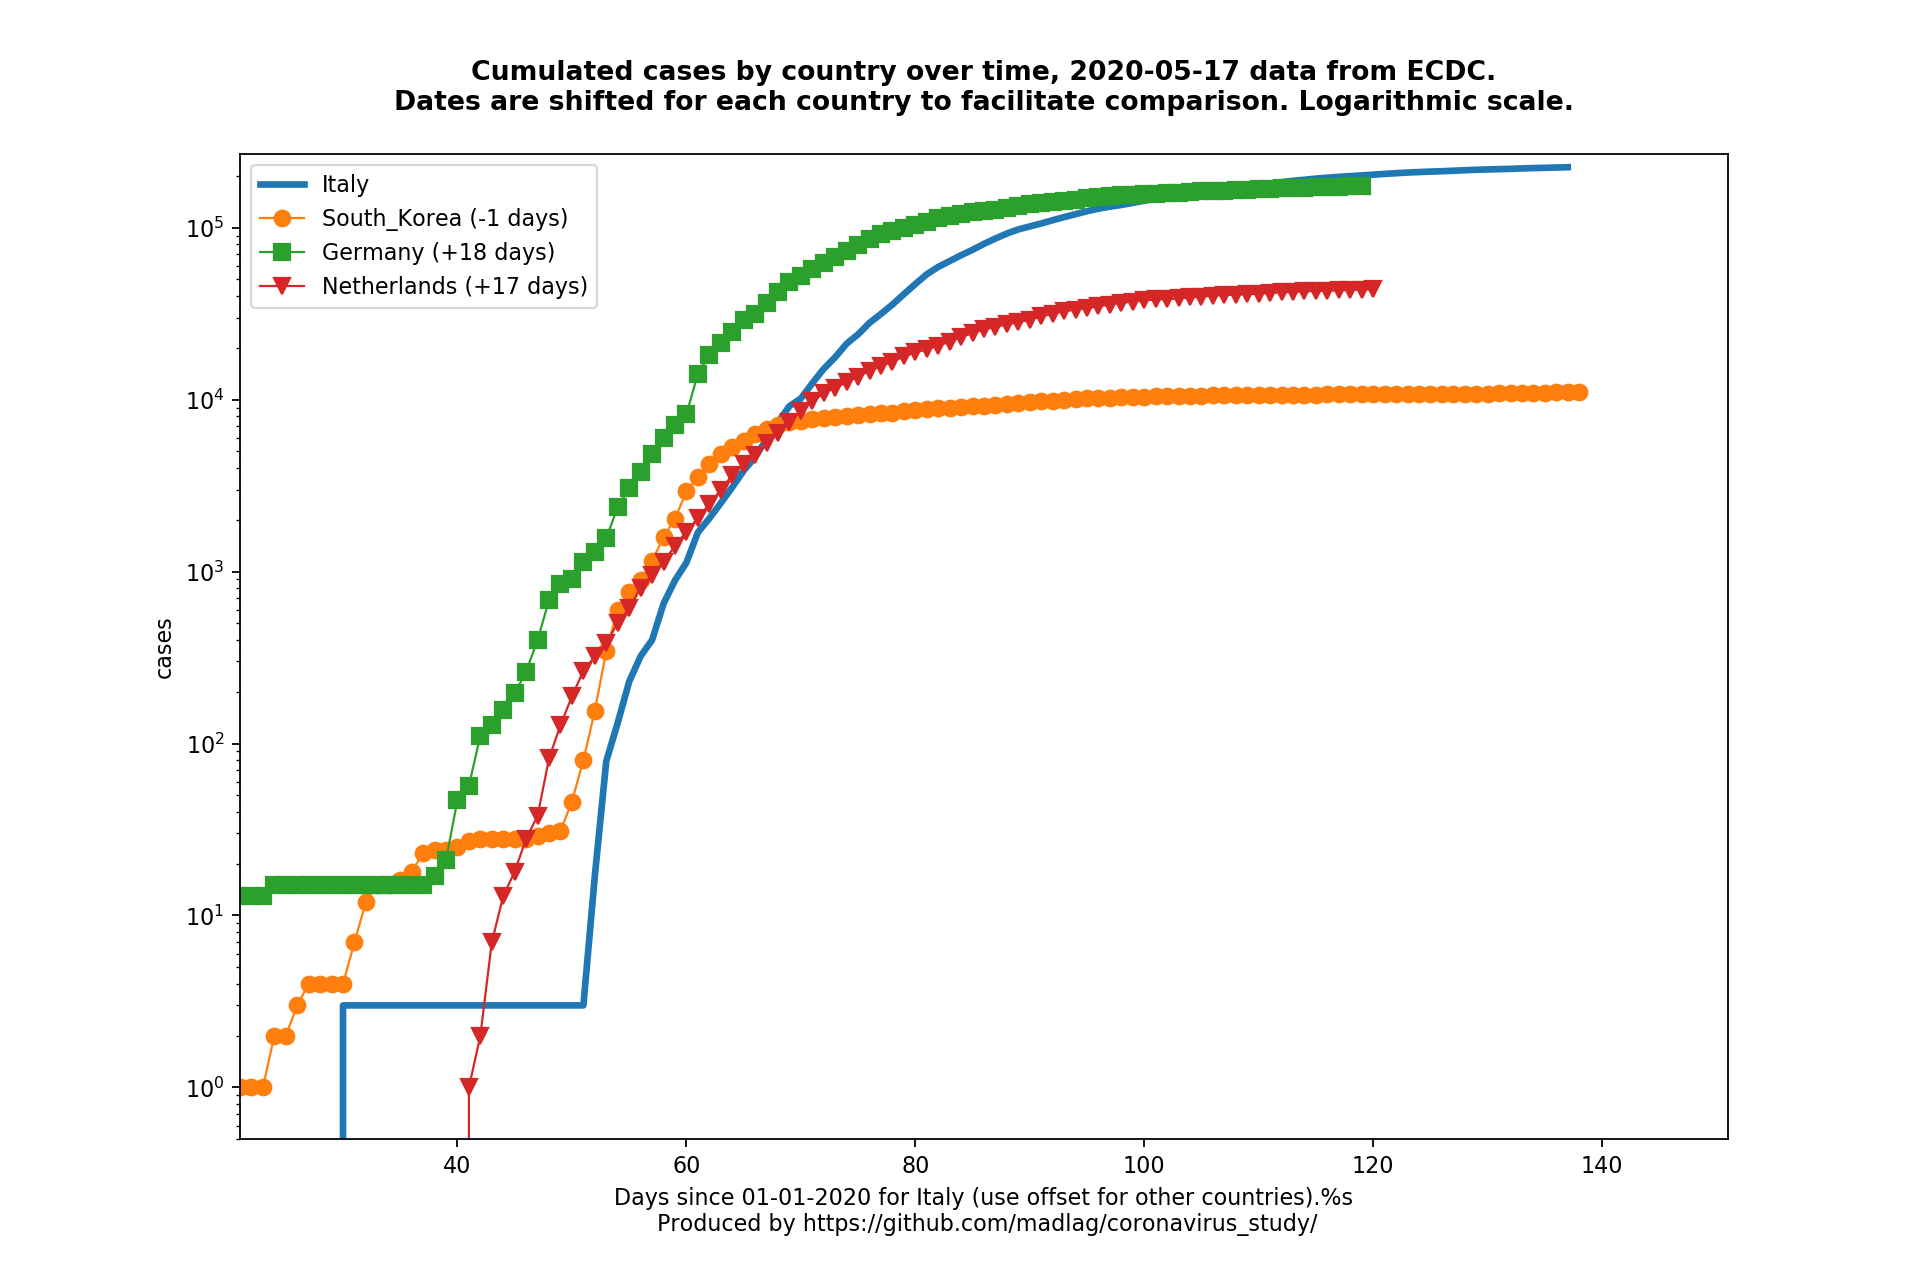 Cumulated cases by country over time, 2020-05-17 data from ECDC.
Dates are shifted for each country to facilitate comparison. Logarithmic scale.
Italy
South_Korea (-1 days)
Germany (+18 days)
Netherlands (+17 days)
10^5
10^4
10^3
10^2
10^1
10^0
cases
40 60 80 100 120 140
Days since 01-01-2020 for Italy (use offset for other countries).%s
Produced by https://github.com/madlag/coronavirus_study/